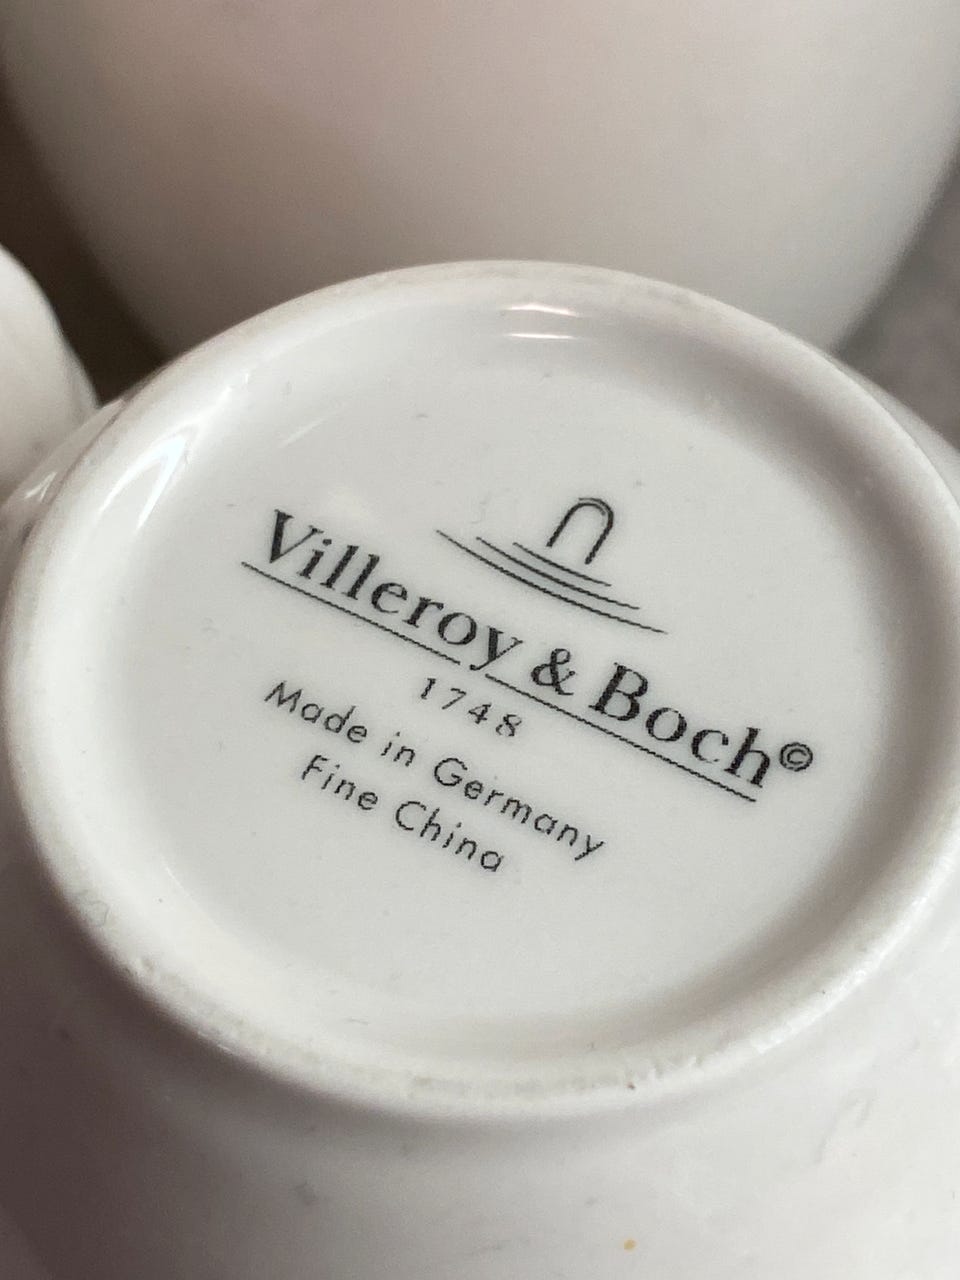 Villeroy & Boch©
1748
Made in Germany
Fine China